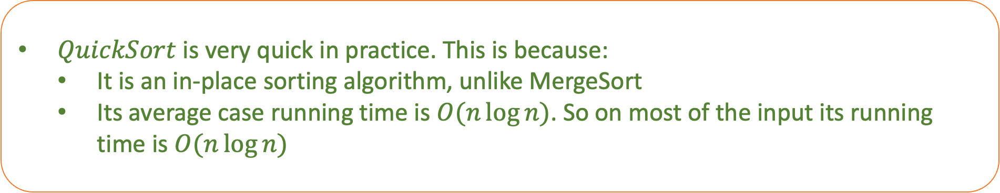 • QuickSort is very quick in practice. This is because:
• It is an in-place sorting algorithm, unlike MergeSort
• Its average case running time is O(n log n). So on most of the input its running
time is O(n log n)